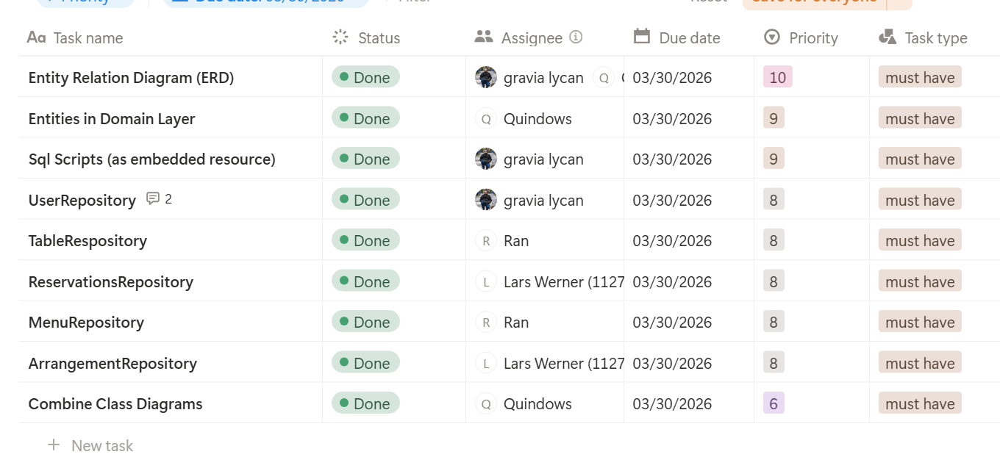 Priority Due date: 03/30/2026 Filter Reset Save for everyone
Aa Task name Status Assignee Due date Priority Task type
Entity Relation Diagram (ERD) Done gravia lycan Q 03/30/2026 10 must have
Entities in Domain Layer Done Q Quindows 03/30/2026 9 must have
Sql Scripts (as embedded resource) Done gravia lycan 03/30/2026 9 must have
UserRepository 2 Done gravia lycan 03/30/2026 8 must have
TableRespository Done R Ran 03/30/2026 8 must have
ReservationsRepository Done L Lars Werner (1127 03/30/2026 8 must have
MenuRepository Done R Ran 03/30/2026 8 must have
ArrangementRepository Done L Lars Werner (1127 03/30/2026 8 must have
Combine Class Diagrams Done Q Quindows 03/30/2026 6 must have
+ New task